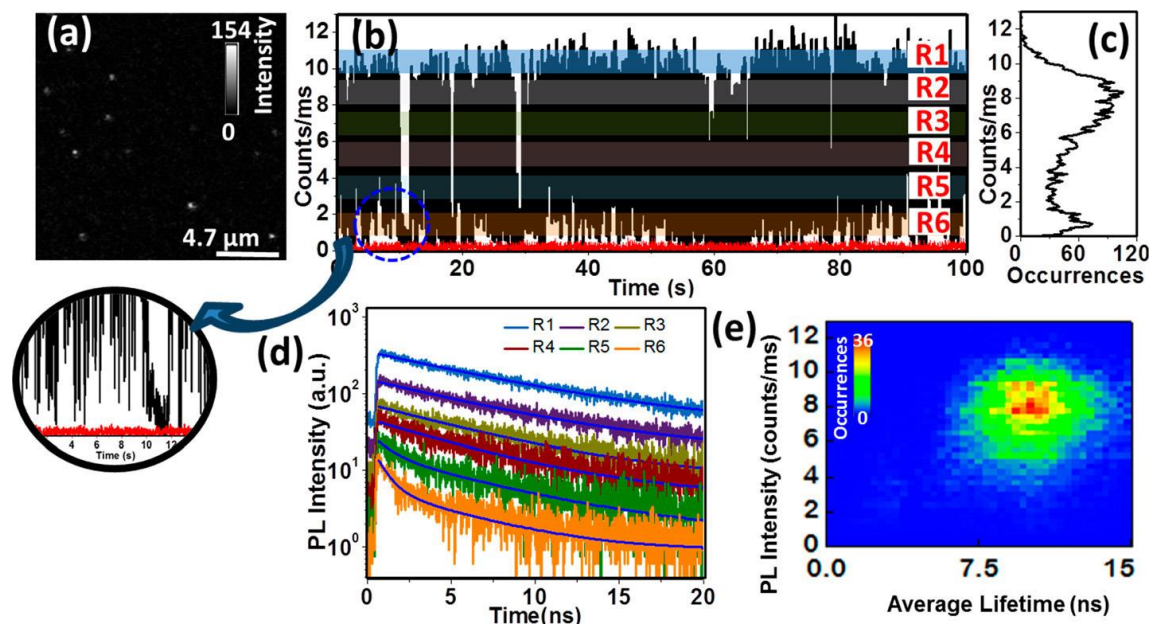 (a)
154
Intensity
0
4.7 μm
(b)
Counts/ms
12
10
8
6
4
2
0
R1
R2
R3
R4
R5
R6
0 20 40 60 80 100
Time (s)
(c)
Counts/ms
12
10
8
6
4
2
0
0 60 90 120
Occurrences
4 6 8 10 12
Time (s)
(d)
PL Intensity (a.u.)
10³
10²
10¹
10⁰
R1 R2 R3
R4 R5 R6
0 5 10 15 20
Time(ns)
(e)
PL Intensity (counts/ms)
12
10
8
6
4
2
0
Occurrences
36
0
0.0 7.5 15
Average Lifetime (ns)